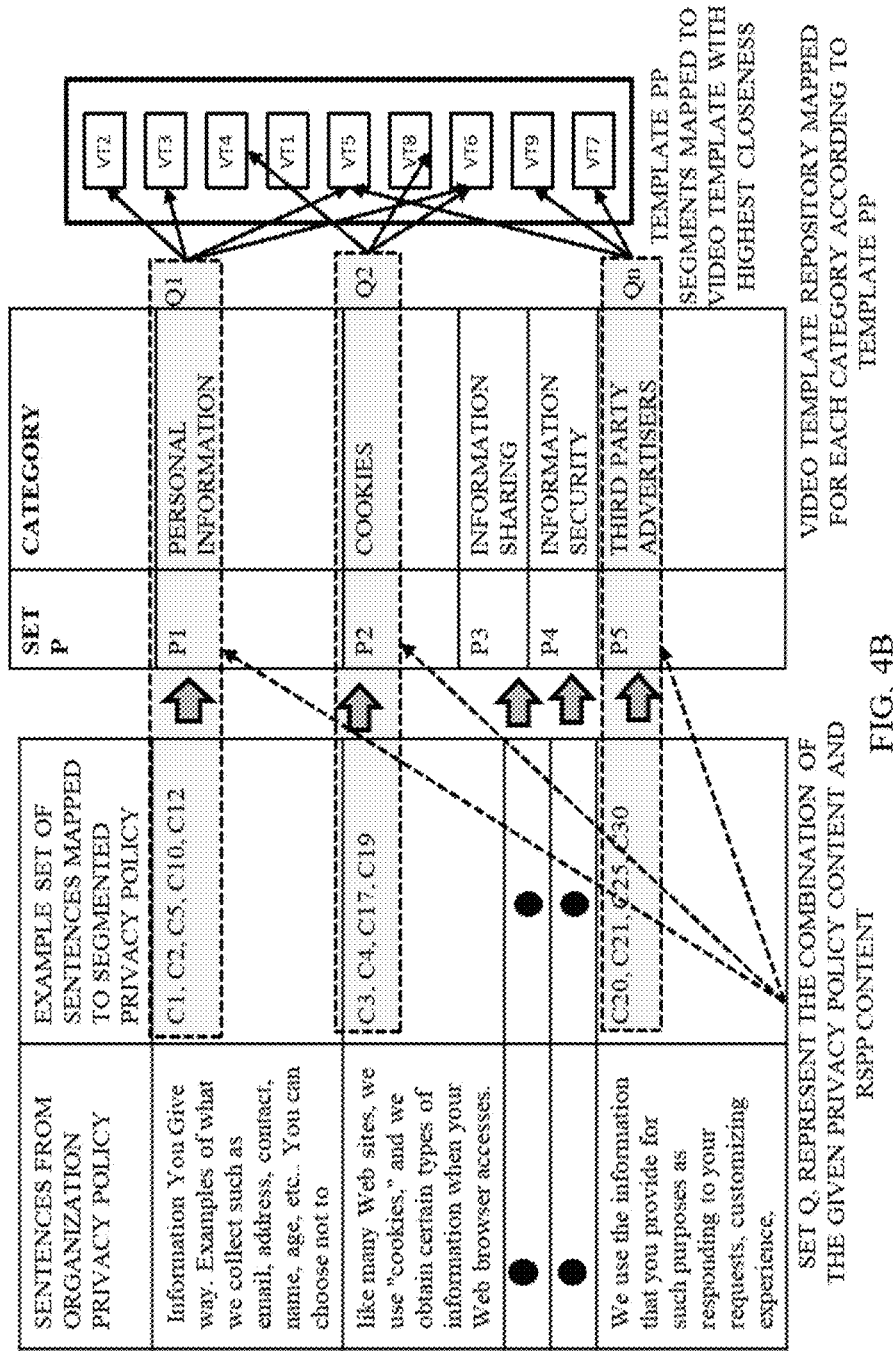 SENTENCES FROM
ORGANIZATION
PRIVACY POLICY
EXAMPLE SET OF
SENTENCES MAPPED
TO SEGMENTED
PRIVACY POLICY
SET
P
CATEGORY
Information You Give
way. Examples of what
we collect such as
email, address, contact,
name, age, etc.. You can
choose not to
C1, C2, C5, C10, C12
P1
PERSONAL
INFORMATION
Q1
like many Web sites, we
use "cookies," and we
obtain certain types of
information when your
Web browser accesses.
C3, C4, C17, C19
P2
COOKIES
Q2
P3
INFORMATION
SHARING
P4
INFORMATION
SECURITY
We use the information
that you provide for
such purposes as
responding to your
requests, customizing
experience,
C20, C21, C25, C30
P5
THIRD PARTY
ADVERTISERS
Qn
VT2
VT3
VT4
VT1
VT5
VT8
VT6
VT9
VT7
TEMPLATE PP
SEGMENTS MAPPED TO
VIDEO TEMPLATE WITH
HIGHEST CLOSENESS
SET Q, REPRESENT THE COMBINATION OF
THE GIVEN PRIVACY POLICY CONTENT AND
RSPP CONTENT
VIDEO TEMPLATE REPOSITORY MAPPED
FOR EACH CATEGORY ACCORDING TO
TEMPLATE PP
FIG. 4B